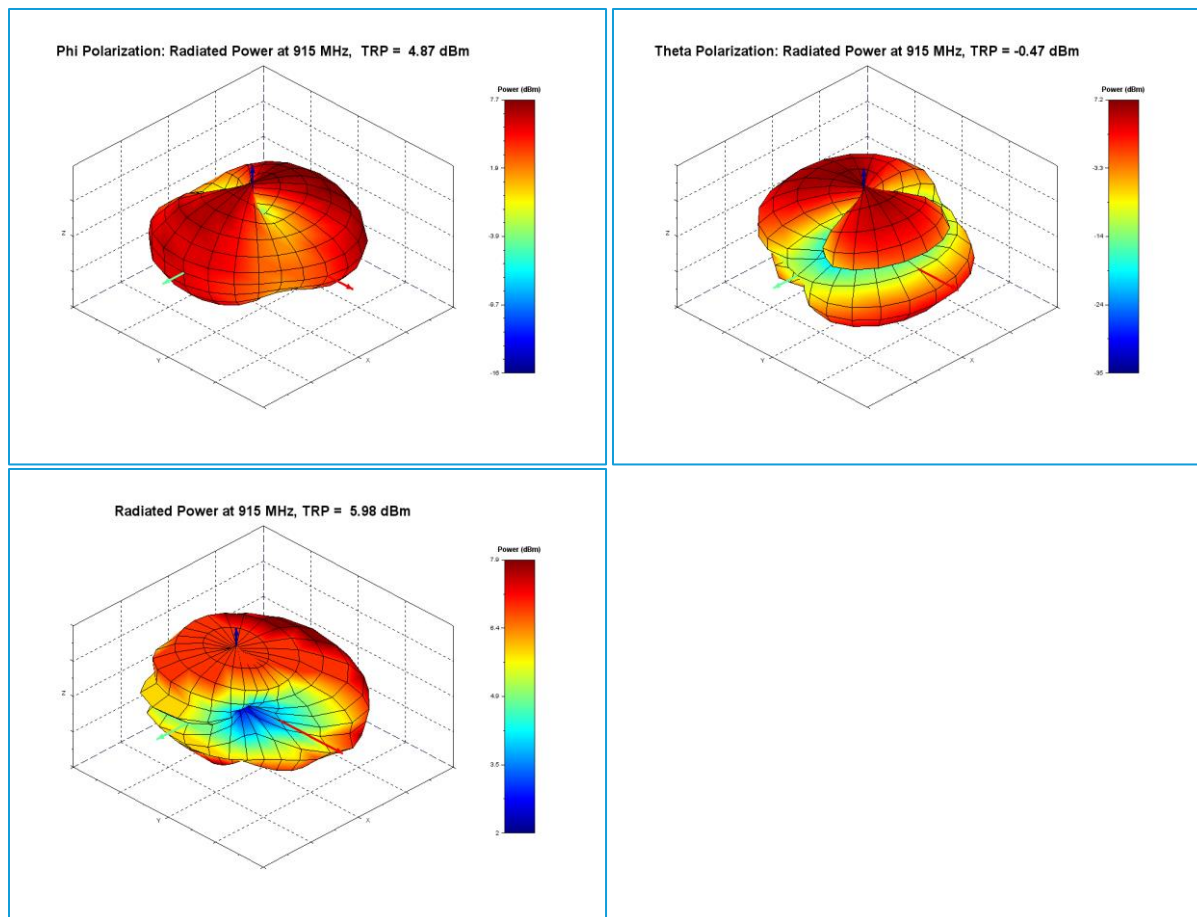 Phi Polarization: Radiated Power at 915 MHz, TRP = 4.87 dBm
Power (dBm)
7.7
1.9
-3.9
-9.7
-16
Z
Y
X
Theta Polarization: Radiated Power at 915 MHz, TRP = -0.47 dBm
Power (dBm)
7.2
-3.3
-14
-24
-35
Z
Y
X
Radiated Power at 915 MHz, TRP = 5.98 dBm
Power (dBm)
7.9
6.4
4.9
3.5
2
Z
Y
X